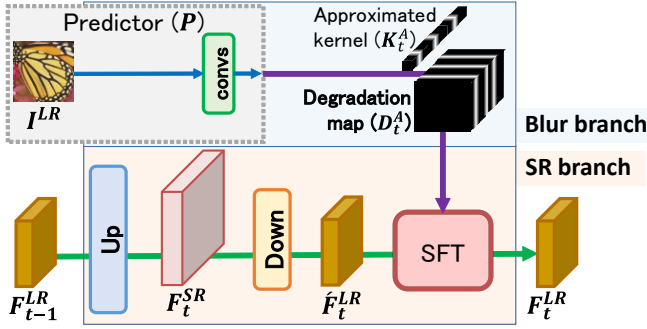 Predictor (P)
Approximated
kernel (K_t^A)
convs
I^{LR}
Degradation
map (D_t^A)
Blur branch
SR branch
Up
Down
SFT
F_{t-1}^{LR}
F_t^{SR}
F́_t^{LR}
F_t^{LR}